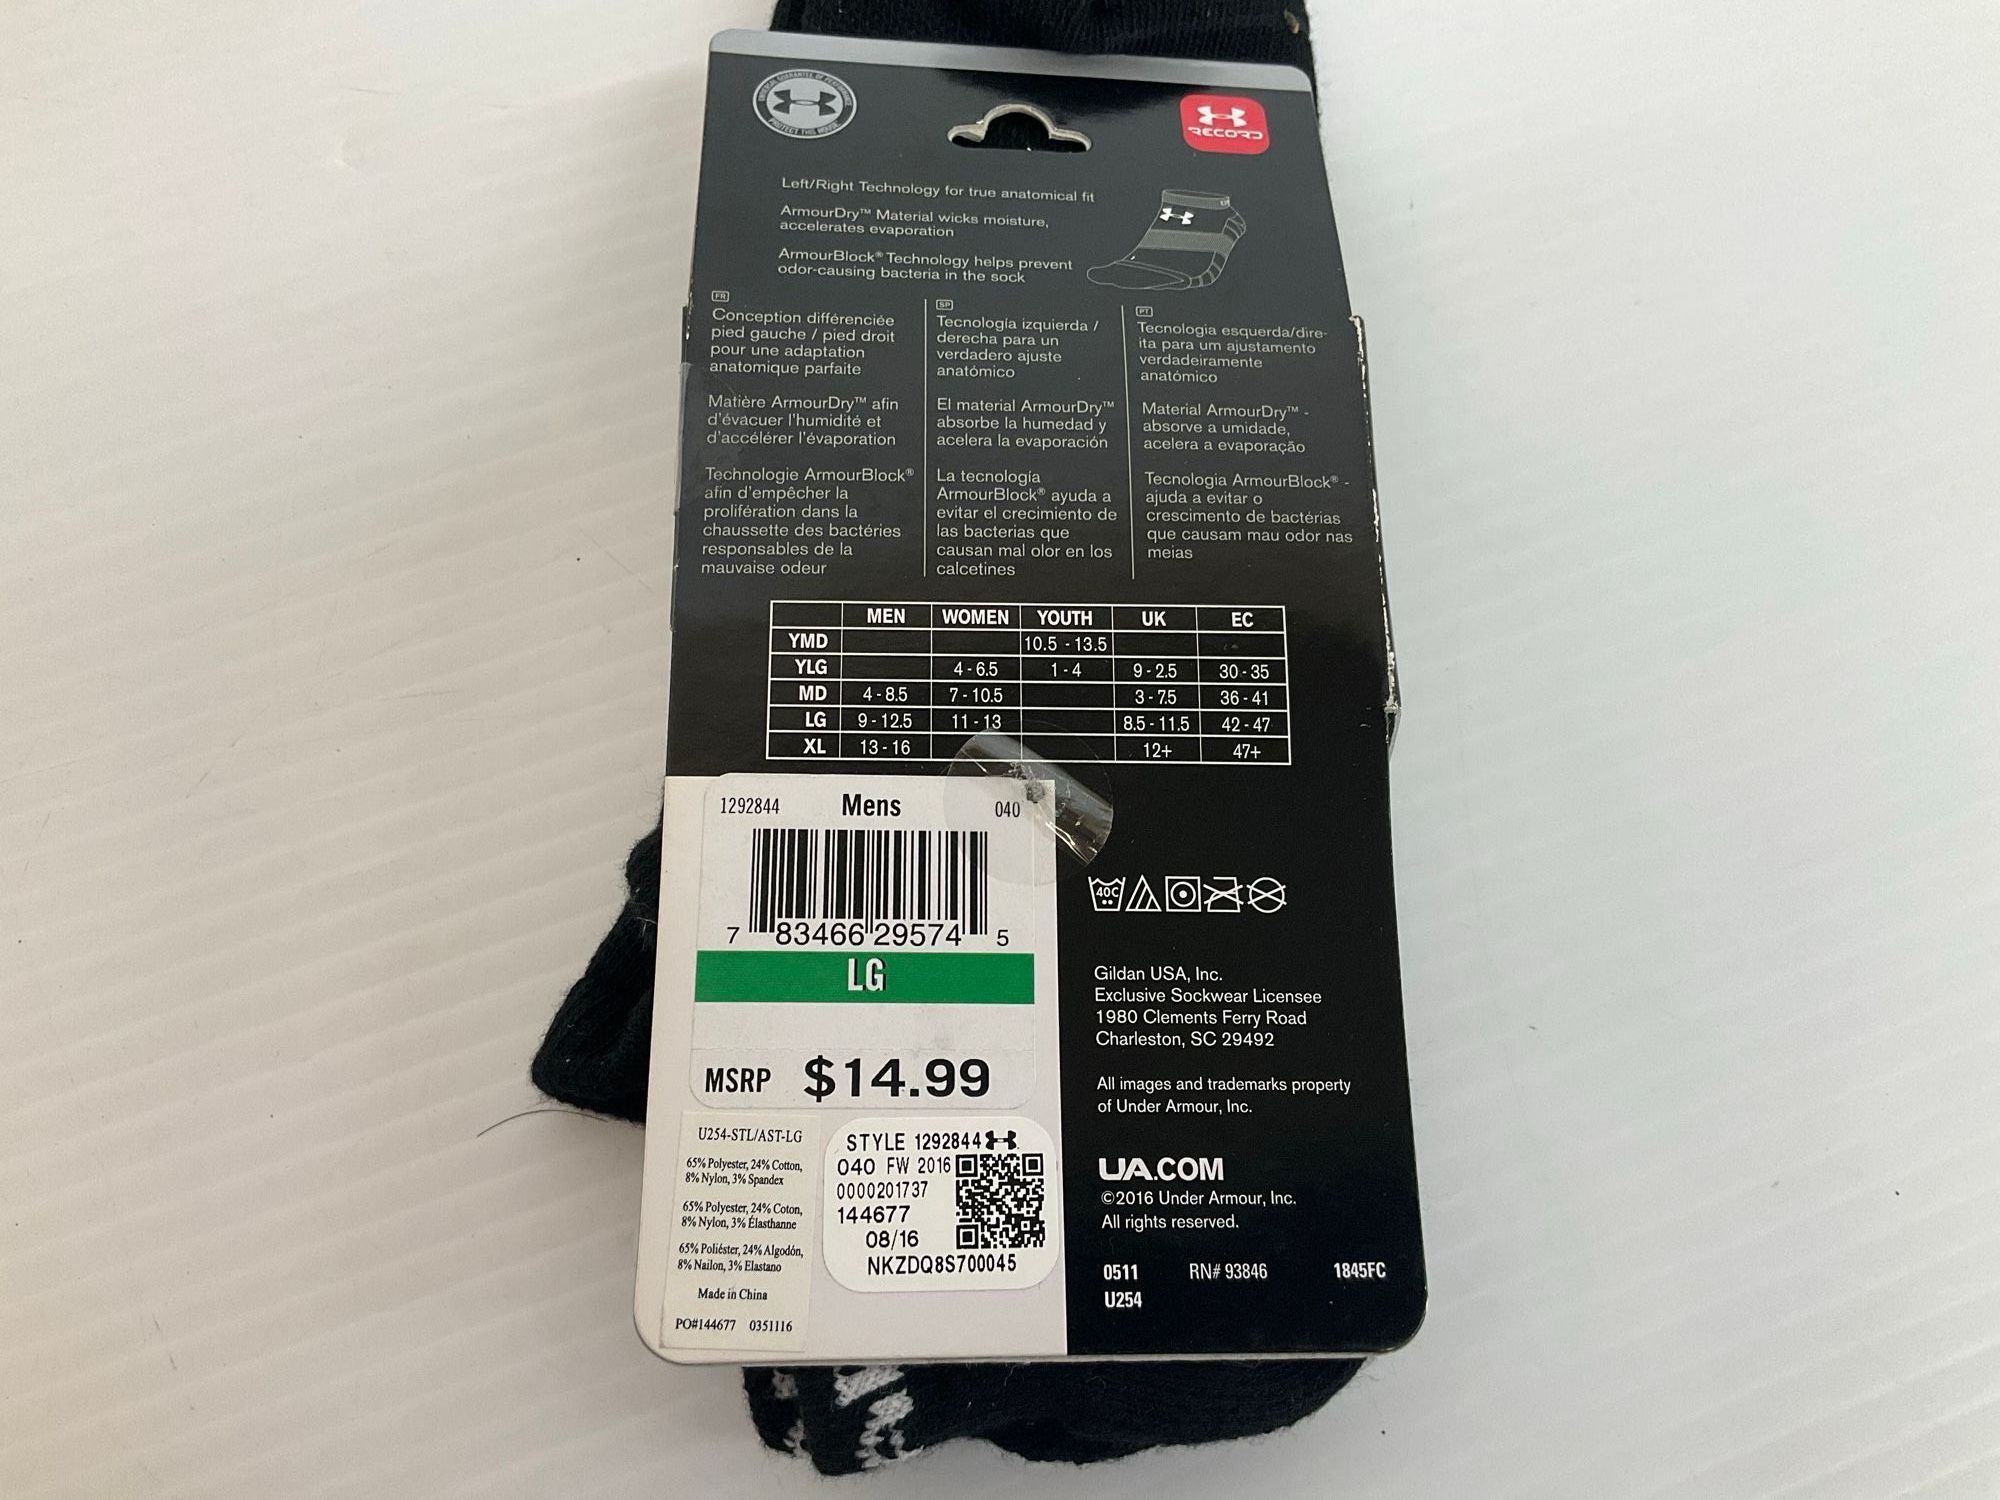 UNIVERSAL GUARANTEE OF PERFORMANCE
PROTECT THIS HOUSE
RECORD
Left/Right Technology for true anatomical fit
ArmourDry™ Material wicks moisture,
accelerates evaporation
ArmourBlock® Technology helps prevent
odor-causing bacteria in the sock
FR
Conception différenciée
pied gauche / pied droit
pour une adaptation
anatomique parfaite
Matière ArmourDry™ afin
d'évacuer l'humidité et
d'accélérer l'évaporation
Technologie ArmourBlock®
afin d'empêcher la
prolifération dans la
chaussette des bactéries
responsables de la
mauvaise odeur
SP
Tecnología izquierda /
derecha para un
verdadero ajuste
anatómico
El material ArmourDry™
absorbe la humedad y
acelera la evaporación
La tecnología
ArmourBlock® ayuda a
evitar el crecimiento de
las bacterias que
causan mal olor en los
calcetines
PT
Tecnologia esquerda/dire-
ita para um ajustamento
verdadeiramente
anatómico
Material ArmourDry™ -
absorve a umidade,
acelera a evaporação
Tecnologia ArmourBlock® -
ajuda a evitar o
crescimento de bactérias
que causam mau odor nas
meias
MEN WOMEN YOUTH UK EC
YMD 10.5 - 13.5
YLG 4 - 6.5 1 - 4 9 - 2.5 30 - 35
MD 4 - 8.5 7 - 10.5 3 - 7.5 36 - 41
LG 9 - 12.5 11 - 13 8.5 - 11.5 42 - 47
XL 13 - 16 12+ 47+
1292844 Mens 040
7 83466 29574 5
LG
MSRP $14.99
U254-STL/AST-LG
65% Polyester, 24% Cotton,
8% Nylon, 3% Spandex
65% Polyester, 24% Coton,
8% Nylon, 3% Élasthanne
65% Poliéster, 24% Algodón,
8% Nailon, 3% Elastano
Made in China
PO#144677 0351116
STYLE 1292844
040 FW 2016
0000201737
144677
08/16
NKZDQ8S700045
40C
Gildan USA, Inc.
Exclusive Sockwear Licensee
1980 Clements Ferry Road
Charleston, SC 29492
All images and trademarks property
of Under Armour, Inc.
UA.COM
©2016 Under Armour, Inc.
All rights reserved.
0511 RN# 93846 1845FC
U254